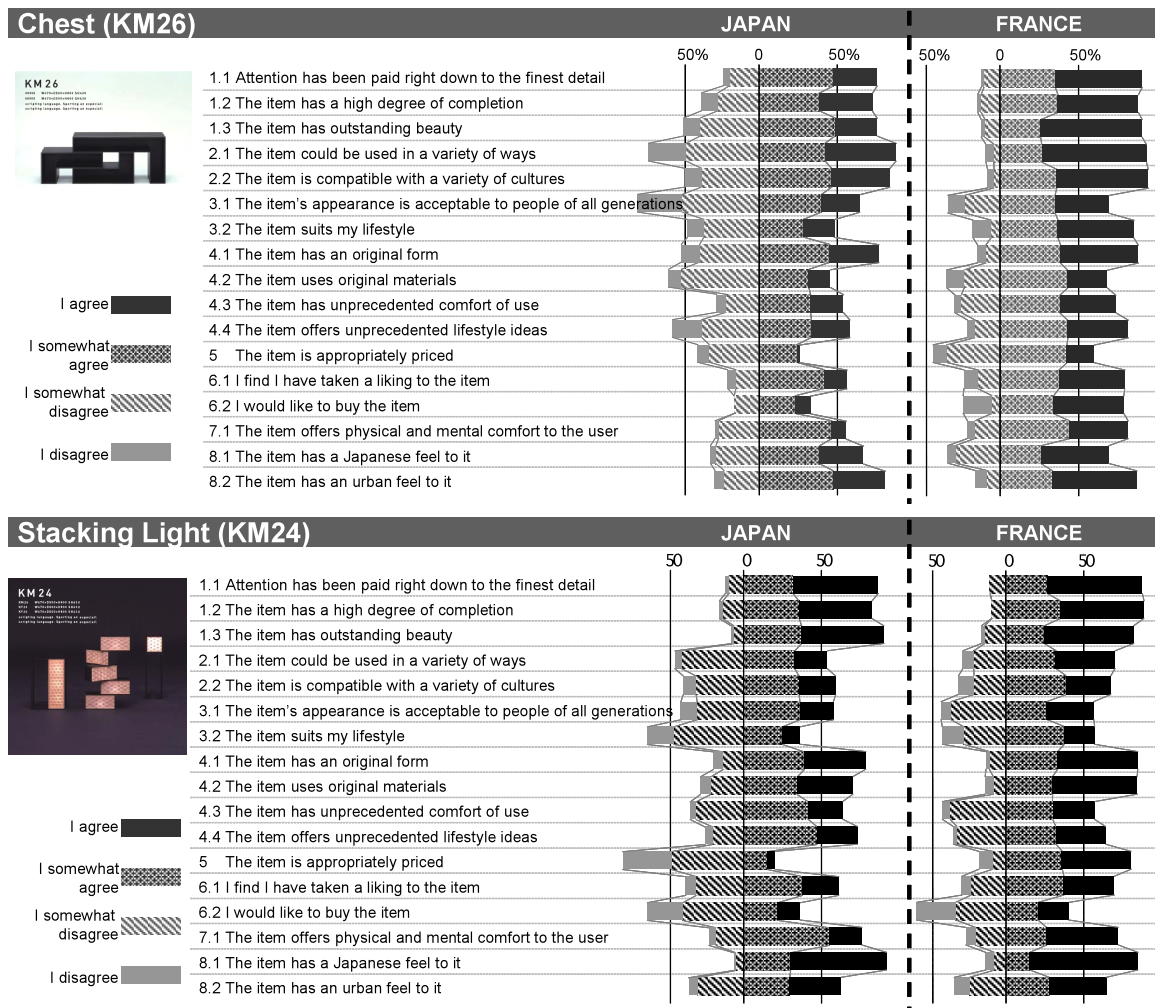 Chest (KM26)
JAPAN
FRANCE
50%
0
50%
50%
0
50%
KM 26
1.1 Attention has been paid right down to the finest detail
1.2 The item has a high degree of completion
1.3 The item has outstanding beauty
2.1 The item could be used in a variety of ways
2.2 The item is compatible with a variety of cultures
3.1 The item's appearance is acceptable to people of all generations
3.2 The item suits my lifestyle
4.1 The item has an original form
4.2 The item uses original materials
4.3 The item has unprecedented comfort of use
4.4 The item offers unprecedented lifestyle ideas
5 The item is appropriately priced
6.1 I find I have taken a liking to the item
6.2 I would like to buy the item
7.1 The item offers physical and mental comfort to the user
8.1 The item has a Japanese feel to it
8.2 The item has an urban feel to it
I agree
I somewhat
agree
I somewhat
disagree
I disagree
Stacking Light (KM24)
JAPAN
FRANCE
50
0
50
50
0
50
KM 24
1.1 Attention has been paid right down to the finest detail
1.2 The item has a high degree of completion
1.3 The item has outstanding beauty
2.1 The item could be used in a variety of ways
2.2 The item is compatible with a variety of cultures
3.1 The item's appearance is acceptable to people of all generations
3.2 The item suits my lifestyle
4.1 The item has an original form
4.2 The item uses original materials
4.3 The item has unprecedented comfort of use
4.4 The item offers unprecedented lifestyle ideas
5 The item is appropriately priced
6.1 I find I have taken a liking to the item
6.2 I would like to buy the item
7.1 The item offers physical and mental comfort to the user
8.1 The item has a Japanese feel to it
8.2 The item has an urban feel to it
I agree
I somewhat
agree
I somewhat
disagree
I disagree